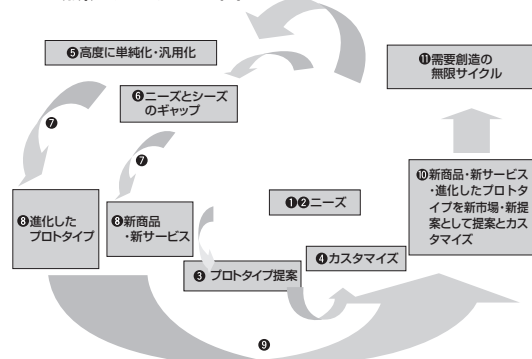 ❺高度に単純化・汎用化
❻ニーズとシーズ
のギャップ
⓫需要創造の
無限サイクル
❼
❼
❽進化した
プロトタイプ
❽新商品
・新サービス
❶❷ニーズ
❸ プロトタイプ提案
❹カスタマイズ
❿新商品・新サービス
・進化したプロトタ
イプを新市場・新提
案として提案とカス
タマイズ
❾